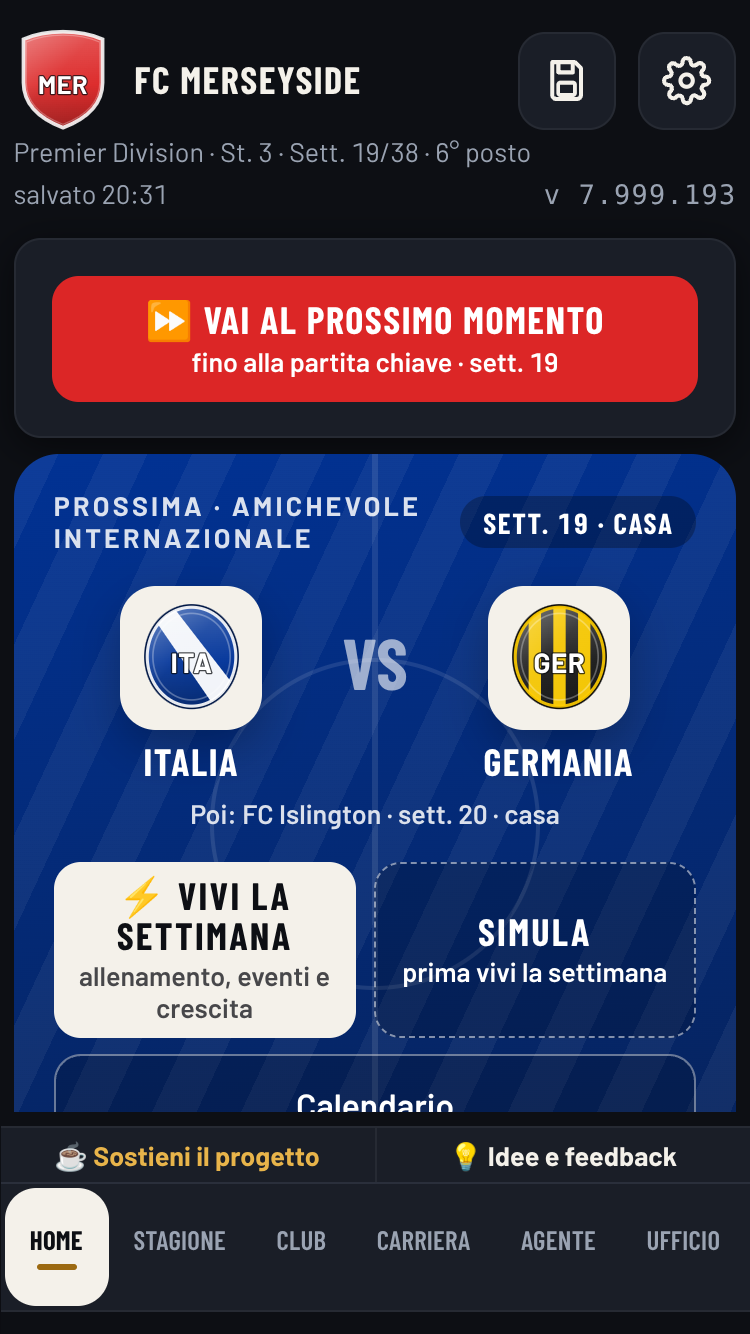 MER
FC MERSEYSIDE
Premier Division · St. 3 · Sett. 19/38 · 6° posto
salvato 20:31
v 7.999.193
⏩ VAI AL PROSSIMO MOMENTO
fino alla partita chiave · sett. 19
PROSSIMA · AMICHEVOLE
INTERNAZIONALE
SETT. 19 · CASA
ITA
VS
GER
ITALIA
GERMANIA
Poi: FC Islington · sett. 20 · casa
⚡ VIVI LA
SETTIMANA
allenamento, eventi e
crescita
SIMULA
prima vivi la settimana
Calendario
☕ Sostieni il progetto
💡 Idee e feedback
HOME
STAGIONE
CLUB
CARRIERA
AGENTE
UFFICIO